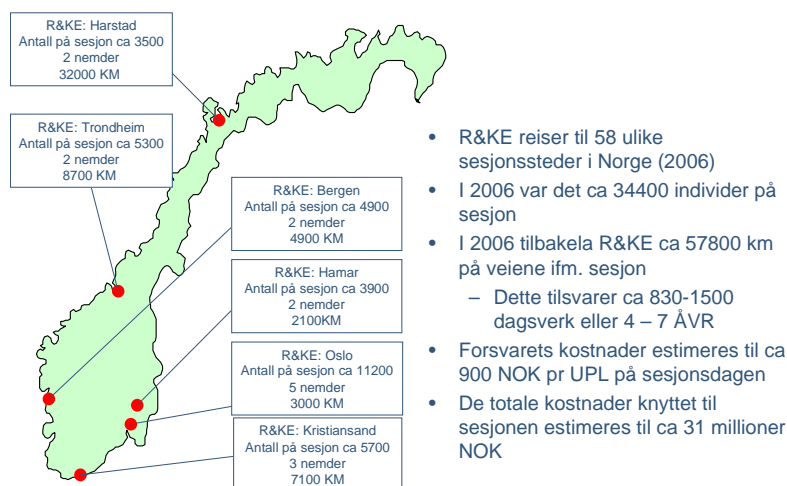 R&KE: Harstad
Antall på sesjon ca 3500
2 nemder
32000 KM
R&KE: Trondheim
Antall på sesjon ca 5300
2 nemder
8700 KM
R&KE: Bergen
Antall på sesjon ca 4900
2 nemder
4900 KM
R&KE: Hamar
Antall på sesjon ca 3900
2 nemder
2100KM
R&KE: Oslo
Antall på sesjon ca 11200
5 nemder
3000 KM
R&KE: Kristiansand
Antall på sesjon ca 5700
3 nemder
7100 KM
• R&KE reiser til 58 ulike
sesjonssteder i Norge (2006)
• I 2006 var det ca 34400 individer på
sesjon
• I 2006 tilbakela R&KE ca 57800 km
på veiene ifm. sesjon
– Dette tilsvarer ca 830-1500
dagsverk eller 4 – 7 ÅVR
• Forsvarets kostnader estimeres til ca
900 NOK pr UPL på sesjonsdagen
• De totale kostnader knyttet til
sesjonen estimeres til ca 31 millioner
NOK